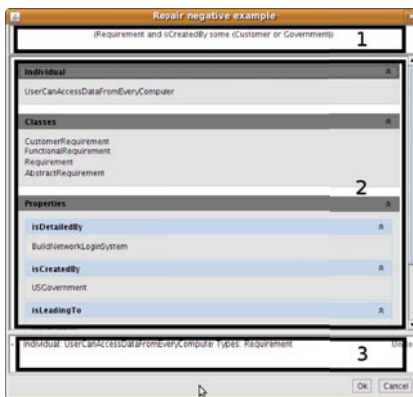 Repair negative example
(Requirement and isCreatedBy some (Customer or Government))
1
Individual
UserCanAccessDataFromEveryComputer
Classes
CustomerRequirement
FunctionalRequirement
Requirement
AbstractRequirement
2
Properties
isDetailedBy
BuildNetworkLoginSystem
isCreatedBy
USGovernment
isLeadingTo
Individual: UserCanAccessDataFromEveryComputer Types: Requirement
3
Ok Cancel